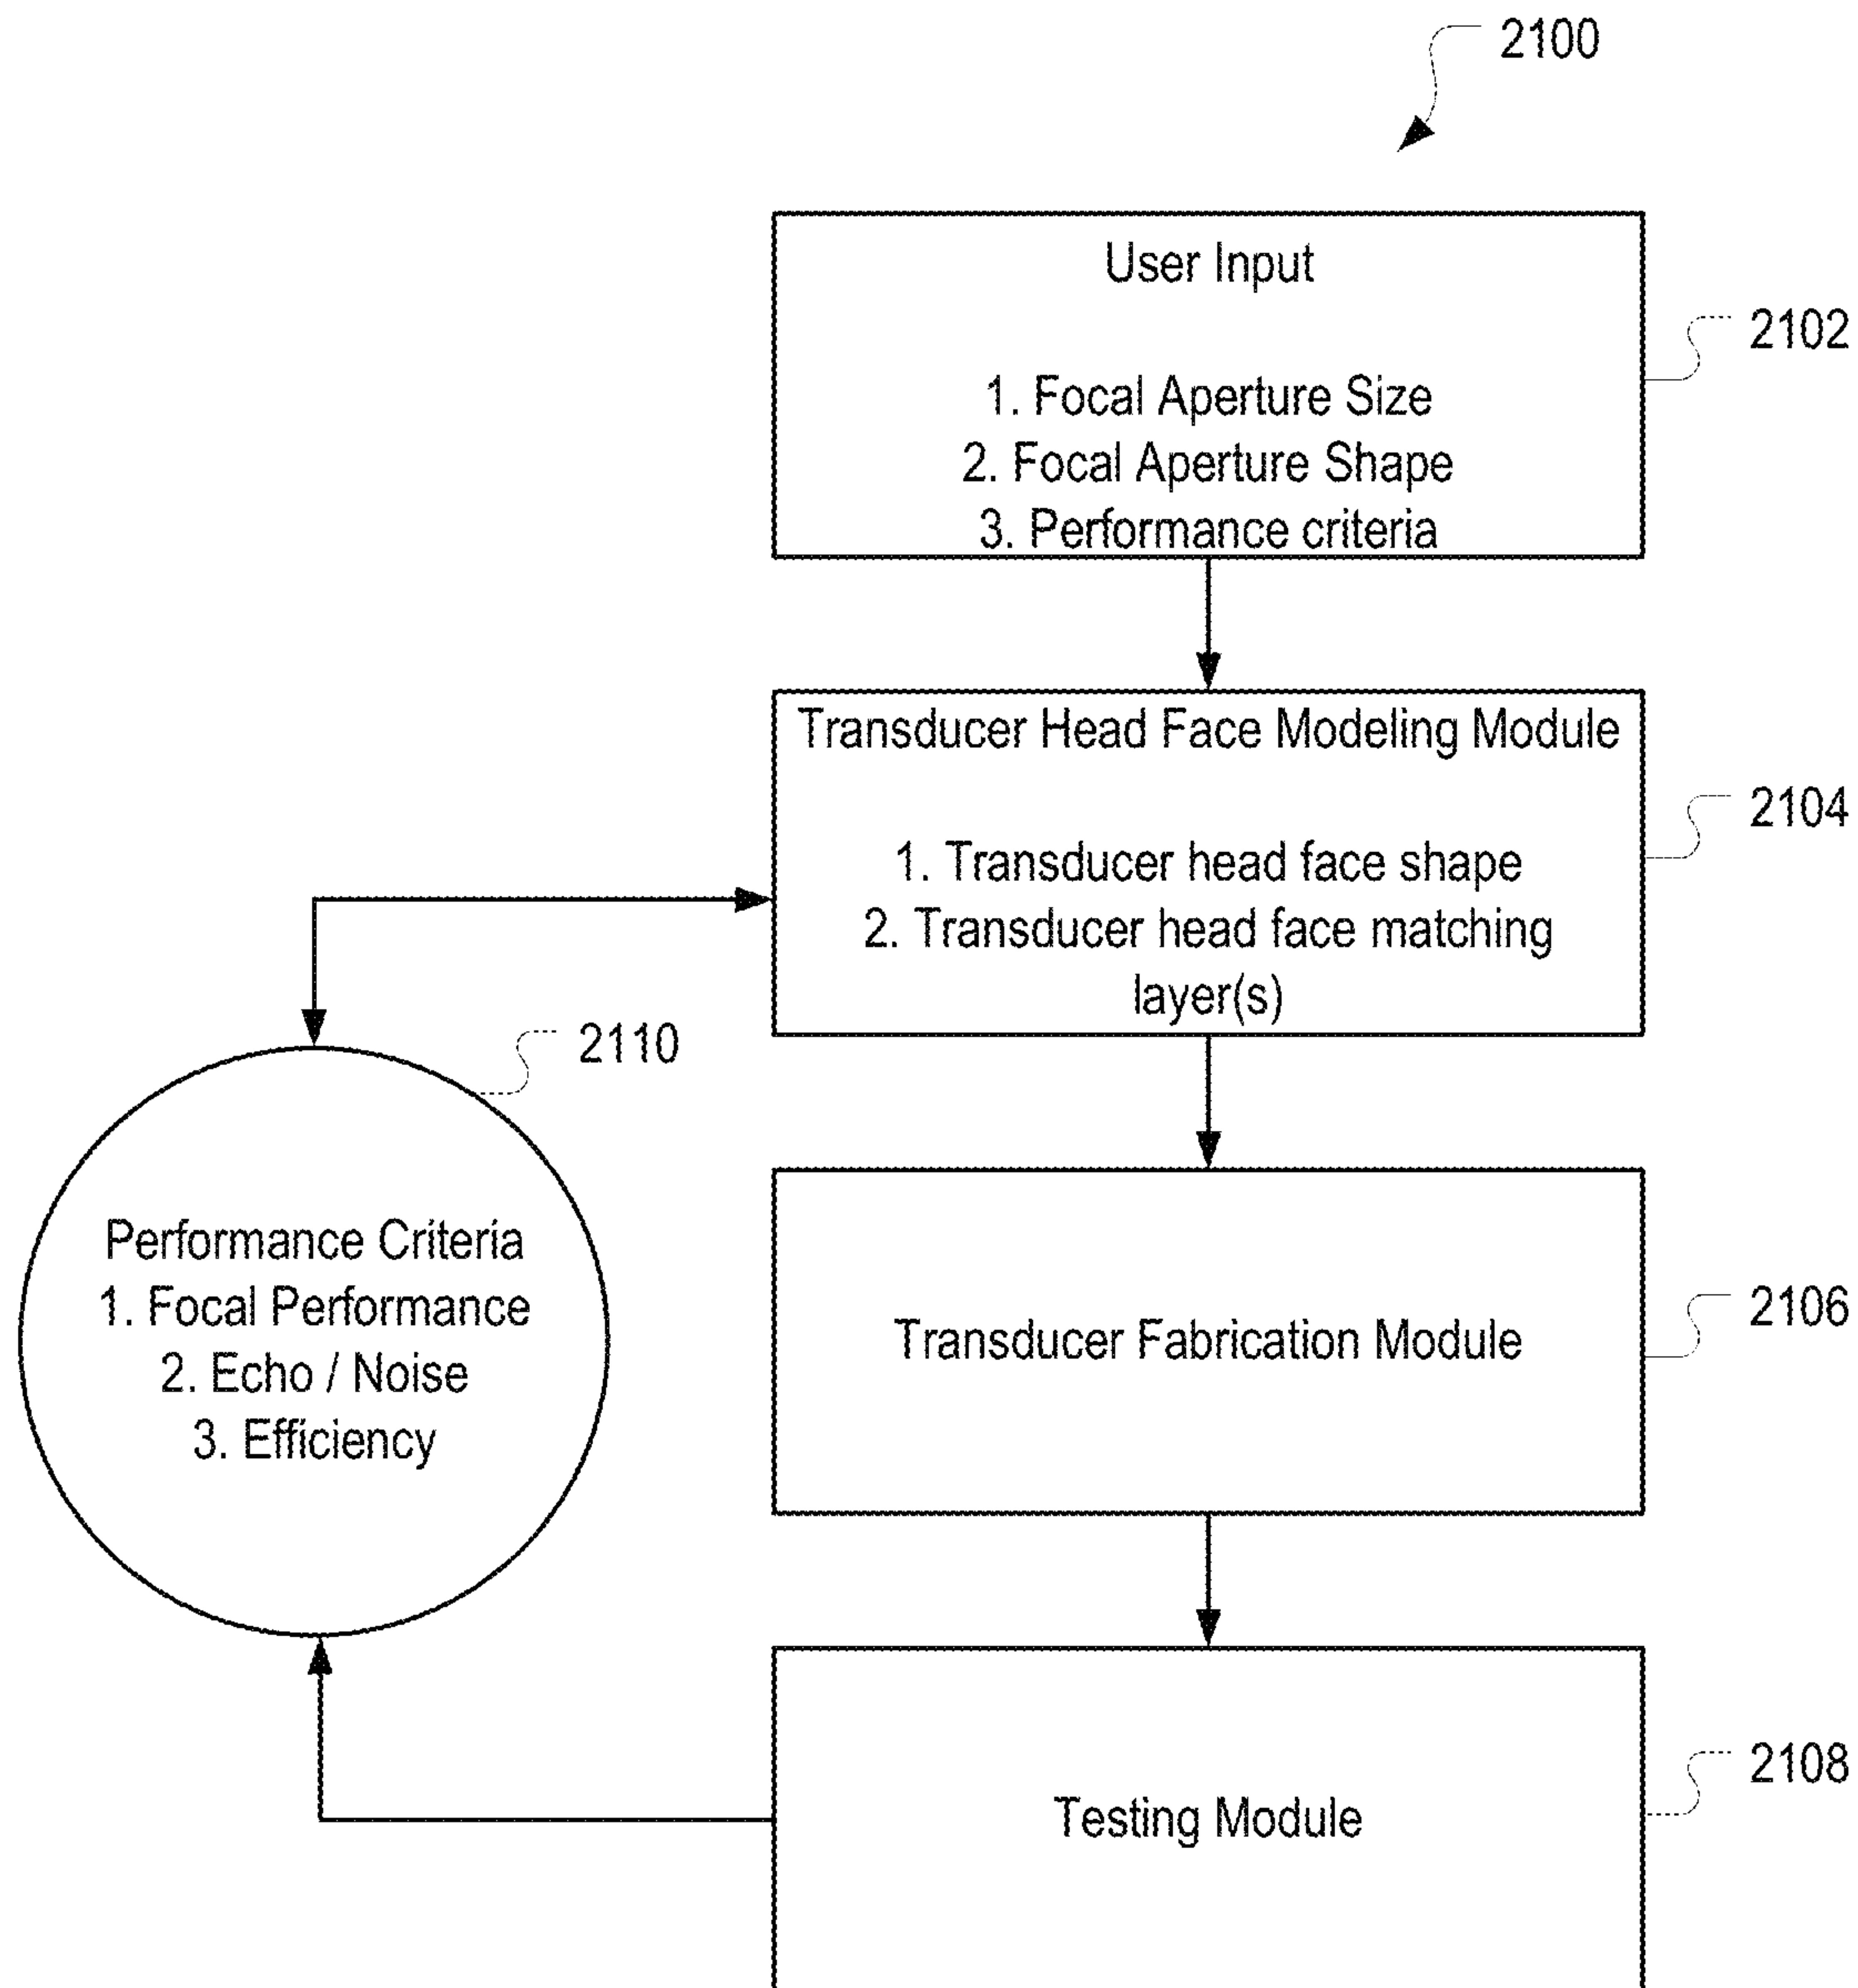 2100
User Input
2102
1. Focal Aperture Size
2. Focal Aperture Shape
3. Performance criteria
Transducer Head Face Modeling Module
2104
1. Transducer head face shape
2. Transducer head face matching
layer(s)
2110
Performance Criteria
1. Focal Performance
2. Echo / Noise
3. Efficiency
Transducer Fabrication Module
2106
Testing Module
2108